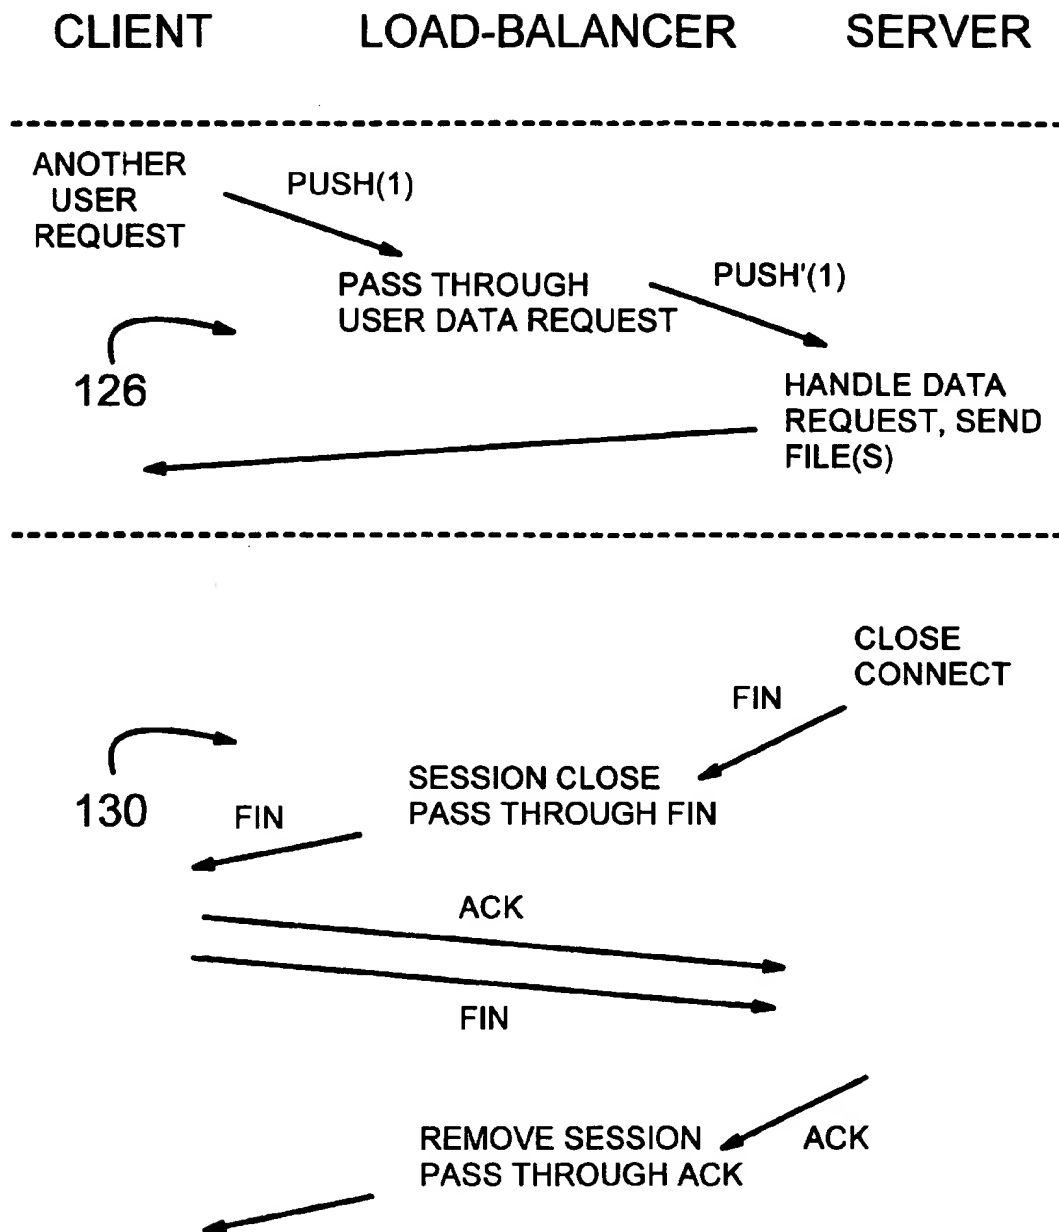 CLIENT LOAD-BALANCER SERVER
ANOTHER
USER
REQUEST
PUSH(1)
PASS THROUGH
USER DATA REQUEST
PUSH'(1)
126
HANDLE DATA
REQUEST, SEND
FILE(S)
CLOSE
CONNECT
FIN
130
SESSION CLOSE
PASS THROUGH FIN
FIN
ACK
FIN
REMOVE SESSION
PASS THROUGH ACK
ACK